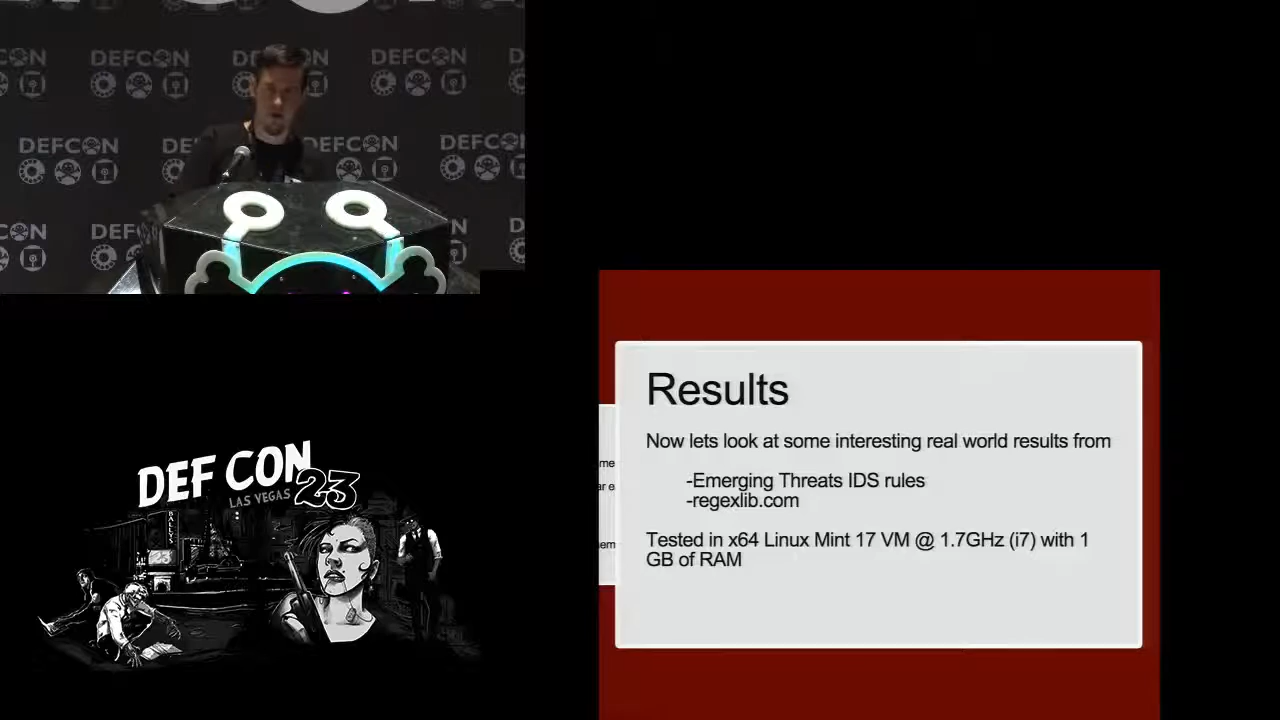 DEFCON
DEFCON
DEFCON
DEFCON
DEFCON
DEFCON
DEFCON
DEFCON
Results
Now lets look at some interesting real world results from
-Emerging Threats IDS rules
-regexlib.com
Tested in x64 Linux Mint 17 VM @ 1.7GHz (i7) with 1
GB of RAM
DEF CON
LAS VEGAS 23
BALLYS